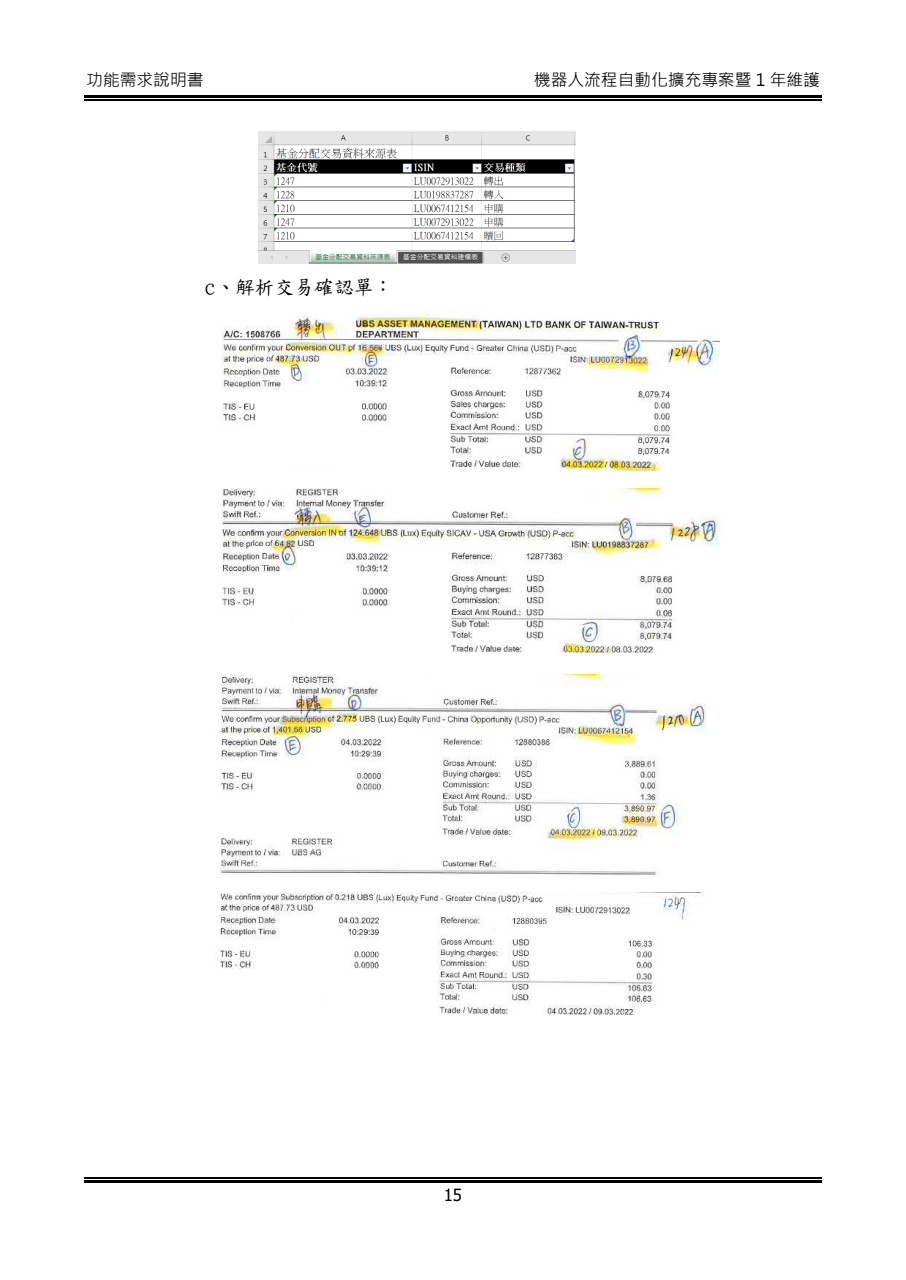 功能需求說明書 機器人流程自動化擴充專案暨 1 年維護
A B C
1 基金分配交易資料來源表
2 基金代號 ISIN 交易種類
3 1247 LU0072913022 轉出
4 1228 LU0198837287 轉入
5 1210 LU0067412154 申購
6 1247 LU0072913022 申購
7 1210 LU0067412154 贖回
8
基金分配交易資料來源表 基金分配交易資料建檔表
c、解析交易確認單：
轉出 UBS ASSET MANAGEMENT (TAIWAN) LTD BANK OF TAIWAN-TRUST
A/C: 1508766 DEPARTMENT
We confirm your Conversion OUT of 16.566 UBS (Lux) Equity Fund - Greater China (USD) P-acc B 1247 A
at the price of 487.73 USD E ISIN: LU0072913022
Reception Date D 03.03.2022 Reference: 12877362
Reception Time 10:39:12
Gross Amount: USD 8,079.74
TIS - EU 0.0000 Sales charges: USD 0.00
TIS - CH 0.0000 Commission: USD 0.00
Exact Amt Round.: USD 0.00
Sub Total: USD 8,079.74
Total: USD C 8,079.74
Trade / Value date: 04.03.2022 / 08.03.2022
Delivery: REGISTER
Payment to / via: Internal Money Transfer
Swift Ref.: 轉入 E Customer Ref.:
We confirm your Conversion IN of 124.648 UBS (Lux) Equity SICAV - USA Growth (USD) P-acc B 1228 A
at the price of 64.82 USD ISIN: LU0198837287
Reception Date D 03.03.2022 Reference: 12877363
Reception Time 10:39:12
Gross Amount: USD 8,079.68
TIS - EU 0.0000 Buying charges: USD 0.00
TIS - CH 0.0000 Commission: USD 0.00
Exact Amt Round.: USD 0.06
Sub Total: USD 8,079.74
Total: USD C 8,079.74
Trade / Value date: 03.03.2022 / 08.03.2022
Delivery: REGISTER
Payment to / via: Internal Money Transfer
Swift Ref.: 申購 D Customer Ref.:
We confirm your Subscription of 2.775 UBS (Lux) Equity Fund - China Opportunity (USD) P-acc B 1210 A
at the price of 1,401.66 USD ISIN: LU0067412154
Reception Date E 04.03.2022 Reference: 12880388
Reception Time 10:29:39
Gross Amount: USD 3,889.61
TIS - EU 0.0000 Buying charges: USD 0.00
TIS - CH 0.0000 Commission: USD 0.00
Exact Amt Round.: USD 1.36
Sub Total: USD 3,890.97
Total: USD C 3,890.97 F
Trade / Value date: 04.03.2022 / 09.03.2022
Delivery: REGISTER
Payment to / via: UBS AG
Swift Ref.: Customer Ref.:
We confirm your Subscription of 0.218 UBS (Lux) Equity Fund - Greater China (USD) P-acc 1247
at the price of 487.73 USD ISIN: LU0072913022
Reception Date 04.03.2022 Reference: 12880395
Reception Time 10:29:39
Gross Amount: USD 106.33
TIS - EU 0.0000 Buying charges: USD 0.00
TIS - CH 0.0000 Commission: USD 0.00
Exact Amt Round.: USD 0.30
Sub Total: USD 106.63
Total: USD 106.63
Trade / Value date: 04.03.2022 / 09.03.2022
15